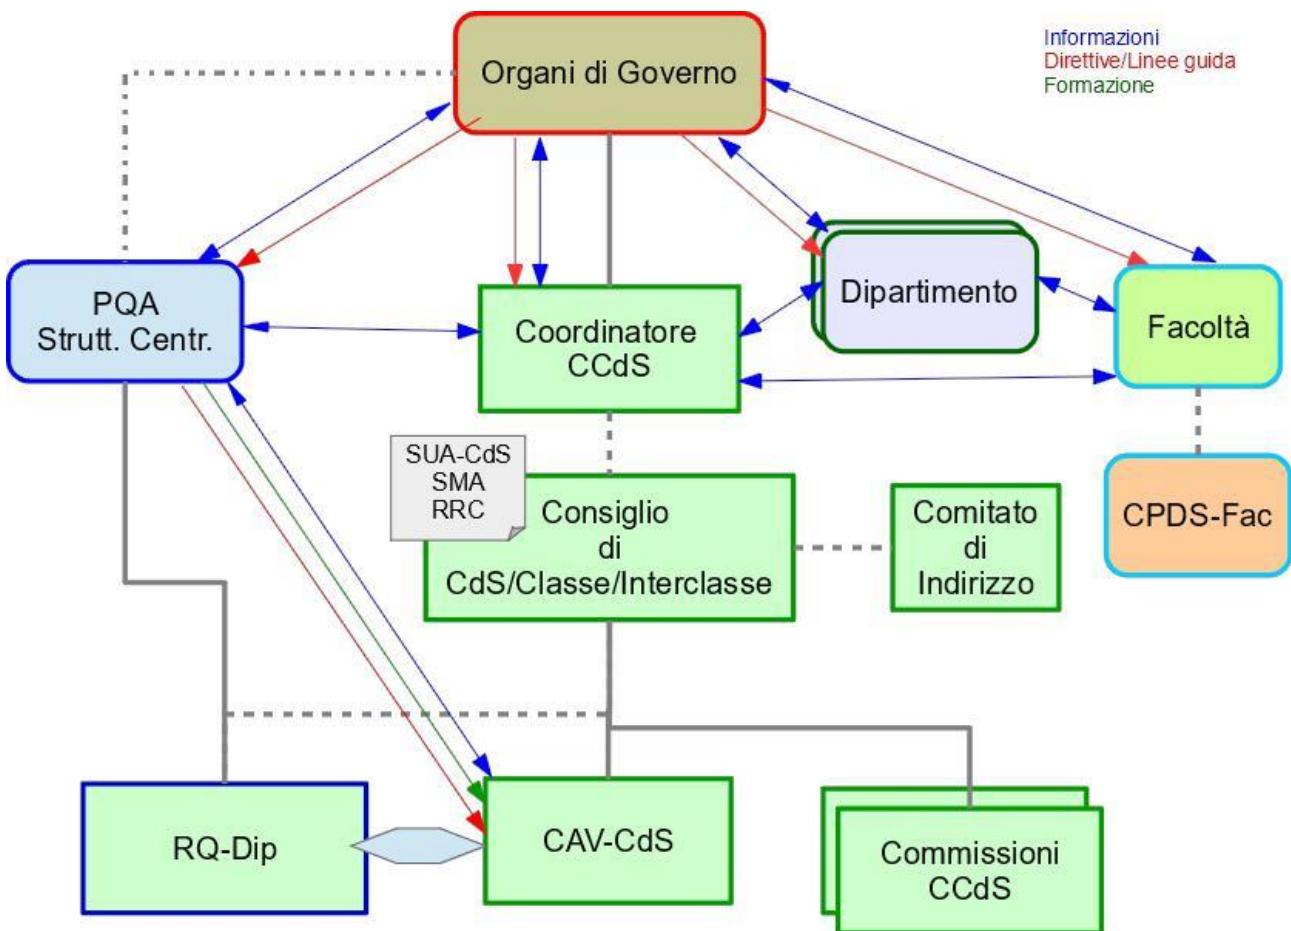 Organi di Governo
Informazioni
Direttive/Linee guida
Formazione
PQA
Strutt. Centr.
Coordinatore
CCdS
Dipartimento
Facoltà
SUA-CdS
SMA
RRC
Consiglio
di
CdS/Classe/Interclasse
Comitato
di
Indirizzo
CPDS-Fac
RQ-Dip
CAV-CdS
Commissioni
CCdS